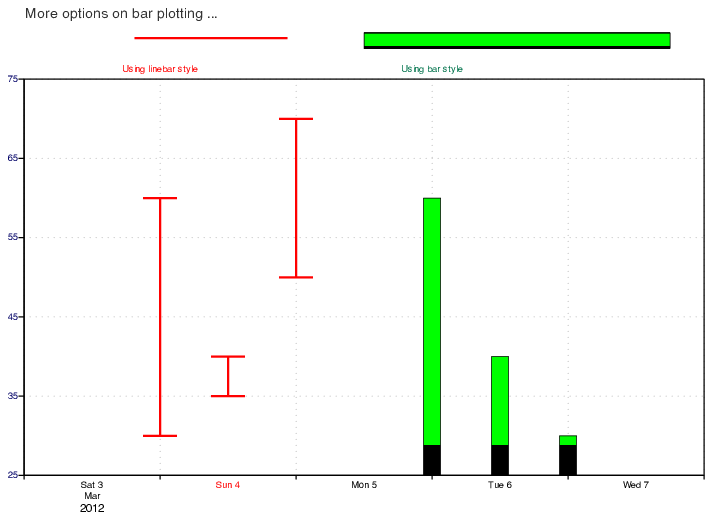 More options on bar plotting ...
Using linebar style
Using bar style
75
65
55
45
35
25
Sat 3 Sun 4 Mon 5 Tue 6 Wed 7
Mar
2012